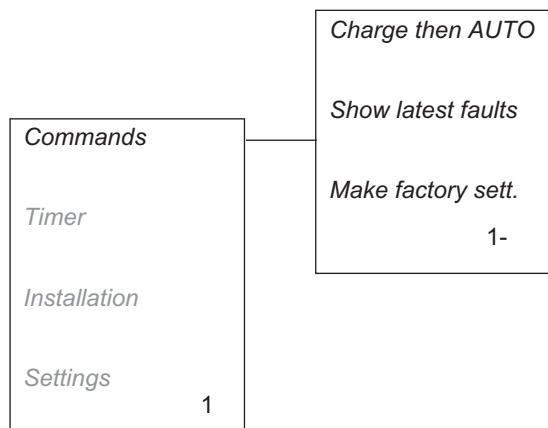 Commands
Timer
Installation
Settings
1
Charge then AUTO
Show latest faults
Make factory sett.
1-